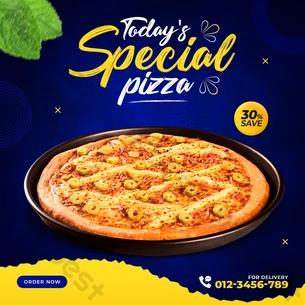 Today's
Special
pizza
30%
SAVE
ORDER NOW
FOR DELIVERY
012-3456-789